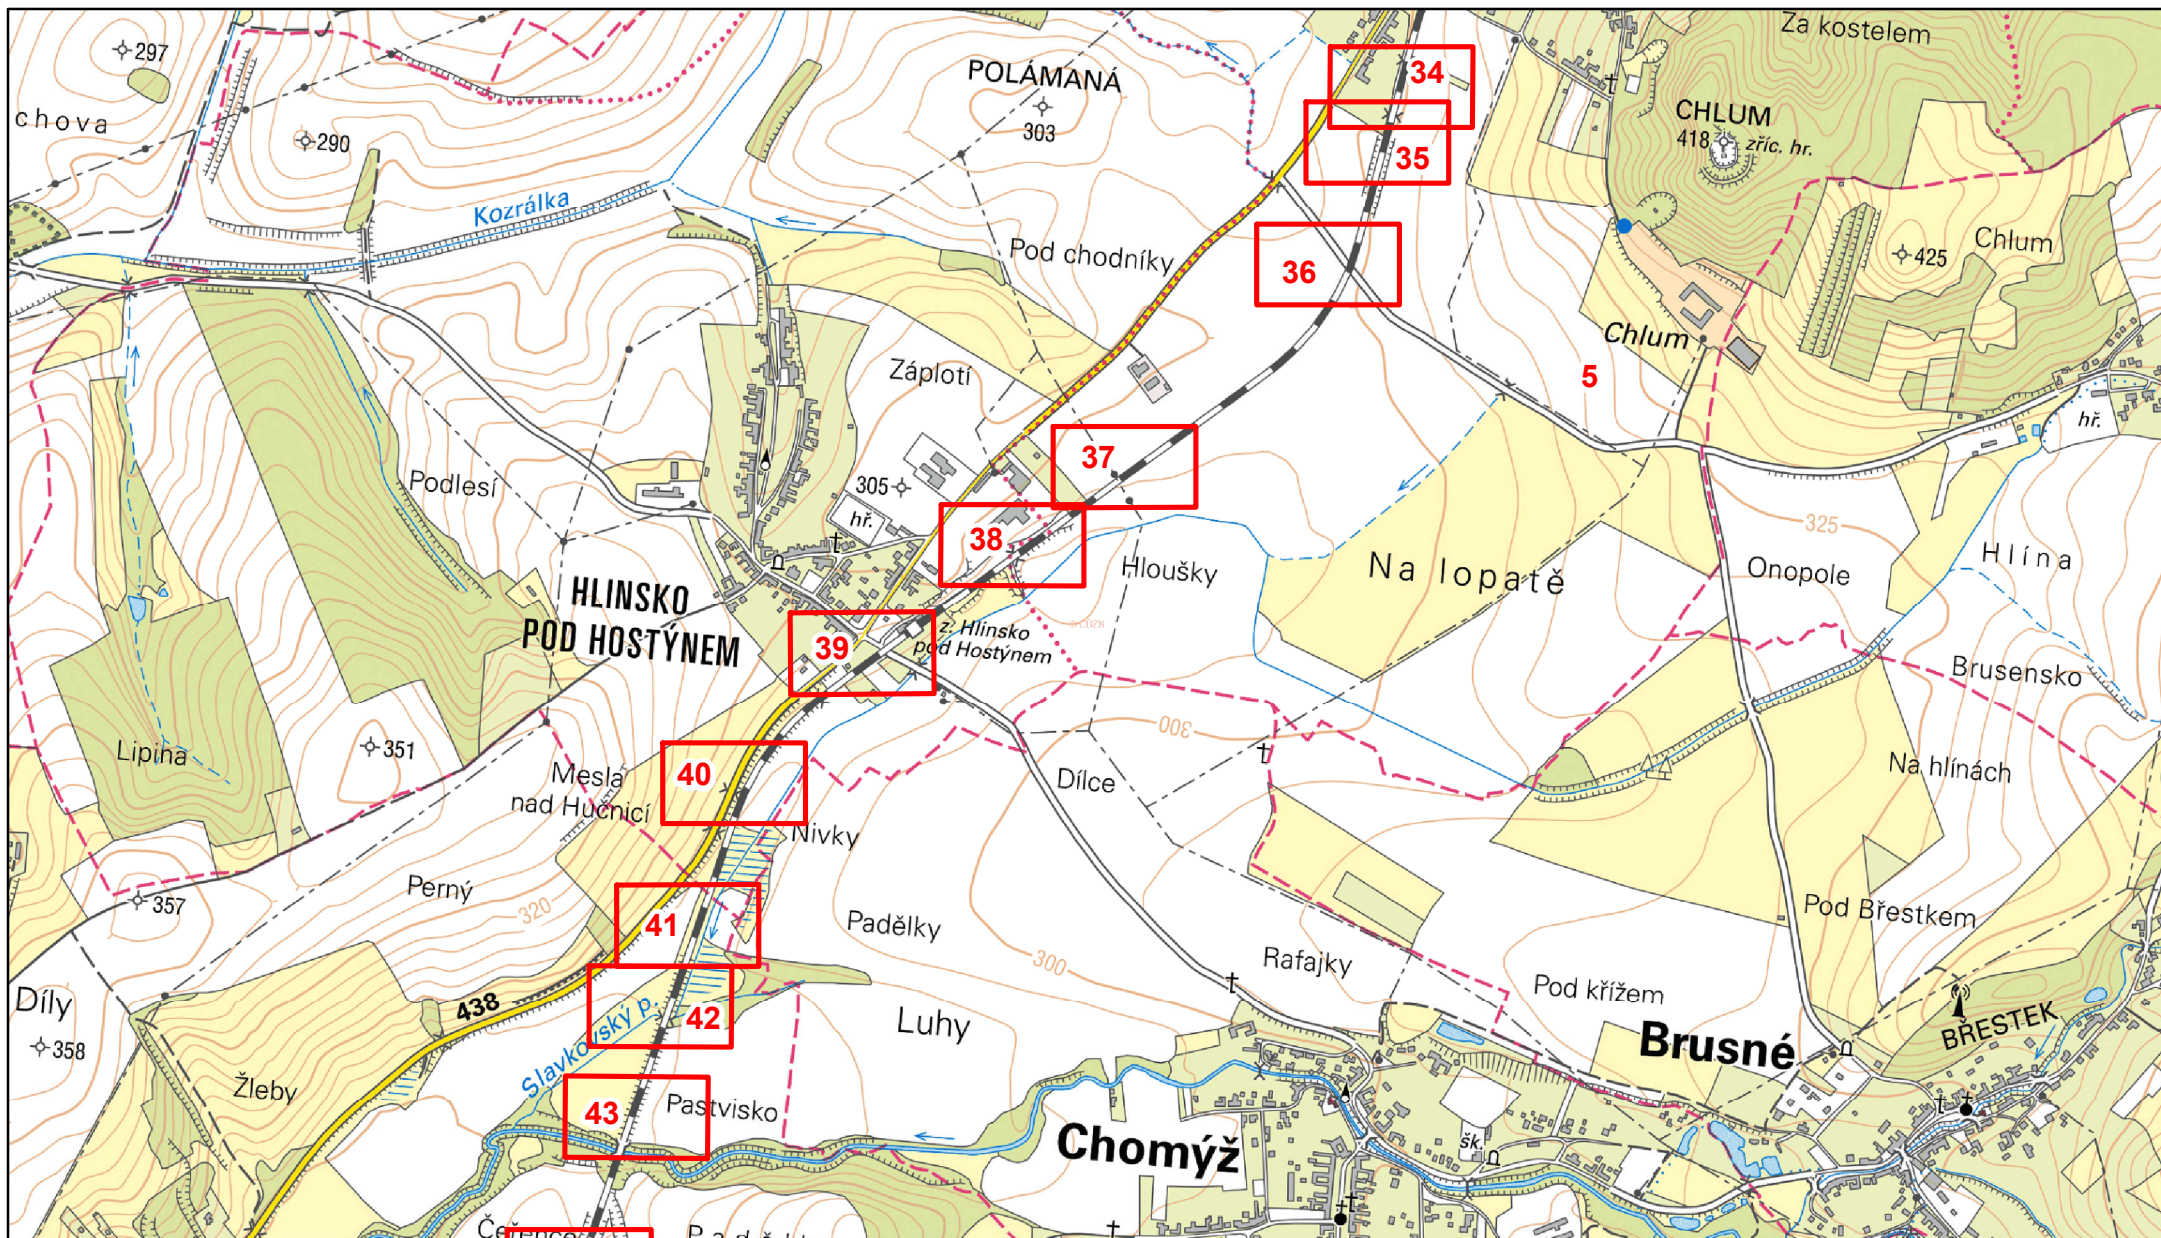 Za kostelem
297
34
POLÁMANÁ
303
CHLUM
418
zříc. hr.
chova
290
35
Kozrálka
Pod chodníky
36
425
Chlum
Chlum
Záplotí
5
hř.
37
Podlesí
305
hř.
38
325
Hlína
Na lopatě
Hloušky
Onopole
HLINSKO
POD HOSTÝNEM
39
z. Hlinsko
pod Hostýnem
©ČÚZK
Brusensko
300
Lipina
351
Mesla
nad Hučnicí
40
Dílce
Na hlínách
Nivky
Perný
320
357
41
Padělky
Pod Břestkem
300
Rafajky
Pod křížem
Díly
438
358
Slavkovský p.
42
Luhy
Brusné
BŘESTEK
Žleby
43
Pastvisko
Chomýž
šk.